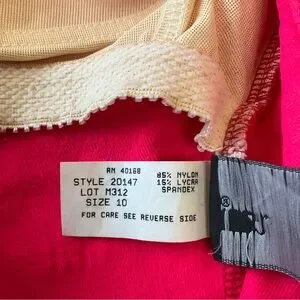 RN 40168
STYLE 20147
LOT M312
SIZE 10
85% NYLON
15% LYCRA
SPANDEX
FOR CARE SEE REVERSE SIDE
®